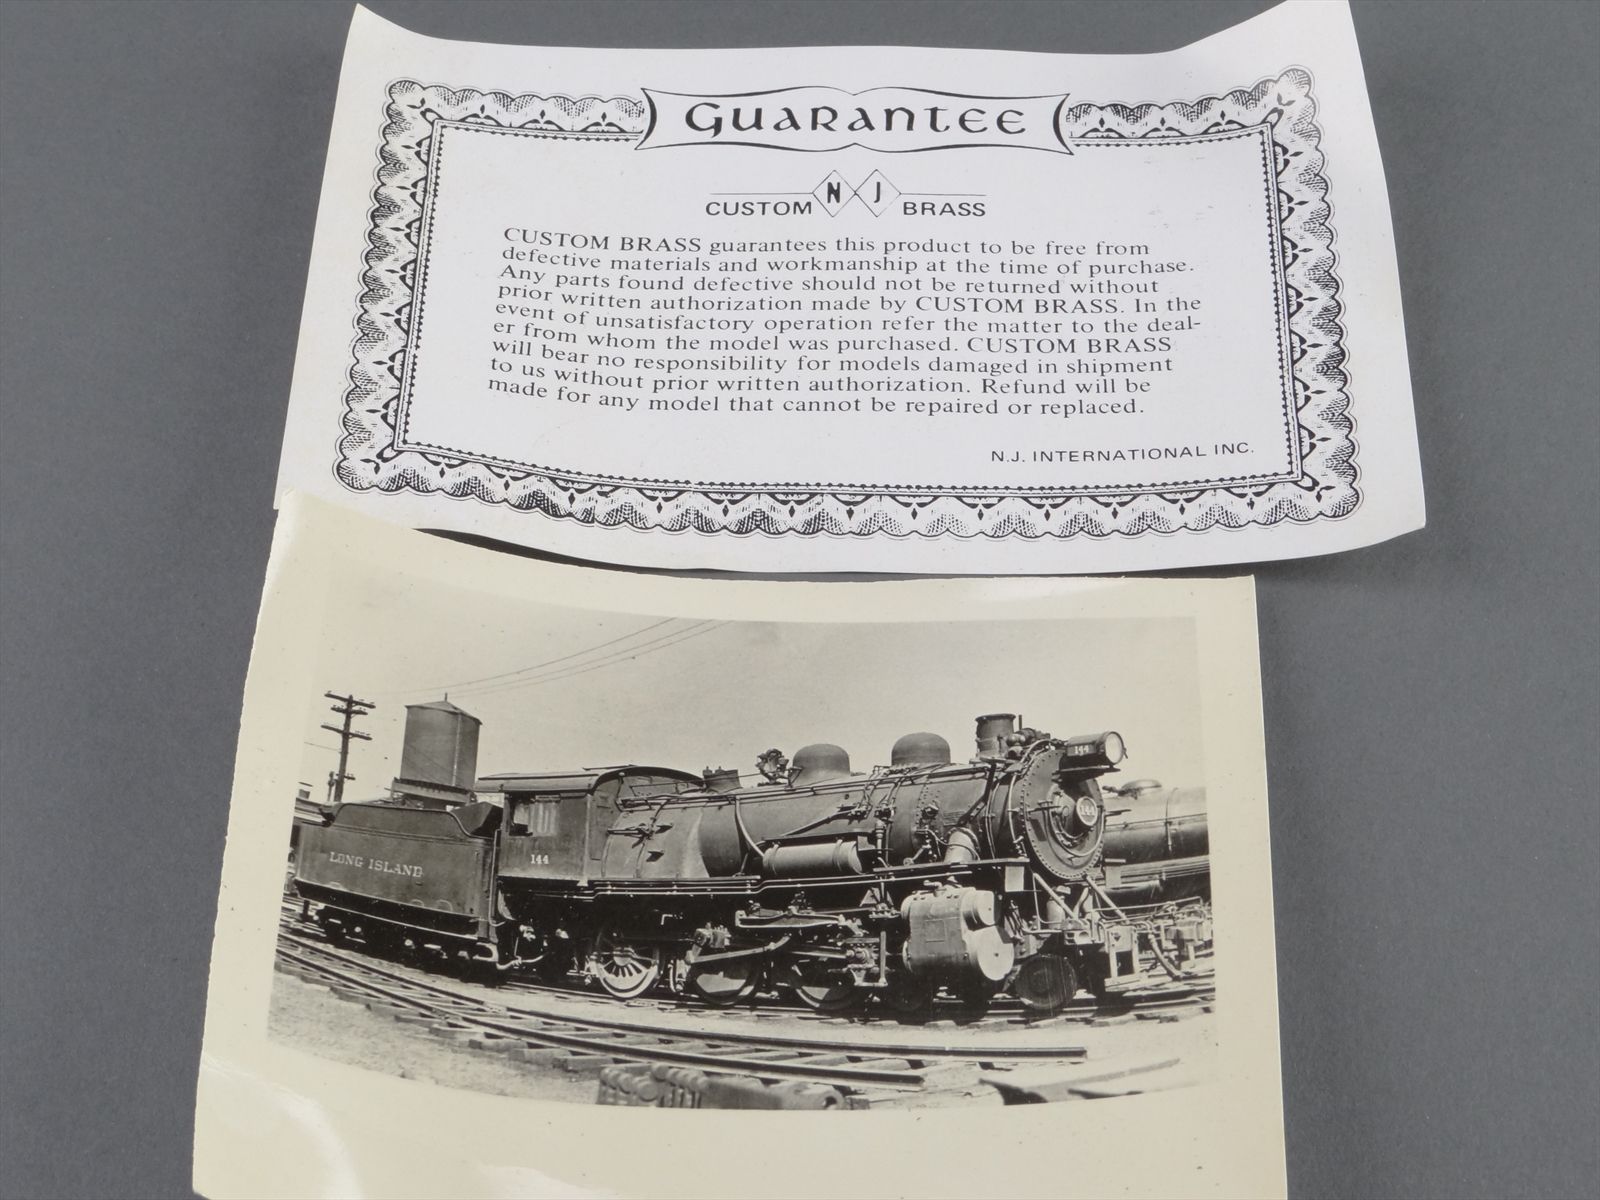 GUARANTEE
N J
CUSTOM BRASS
CUSTOM BRASS guarantees this product to be free from
defective materials and workmanship at the time of purchase.
Any parts found defective should not be returned without
prior written authorization made by CUSTOM BRASS. In the
event of unsatisfactory operation refer the matter to the deal-
er from whom the model was purchased. CUSTOM BRASS
will bear no responsibility for models damaged in shipment
to us without prior written authorization. Refund will be
made for any model that cannot be repaired or replaced.
N.J. INTERNATIONAL INC.
144
144
144
LONG ISLAND